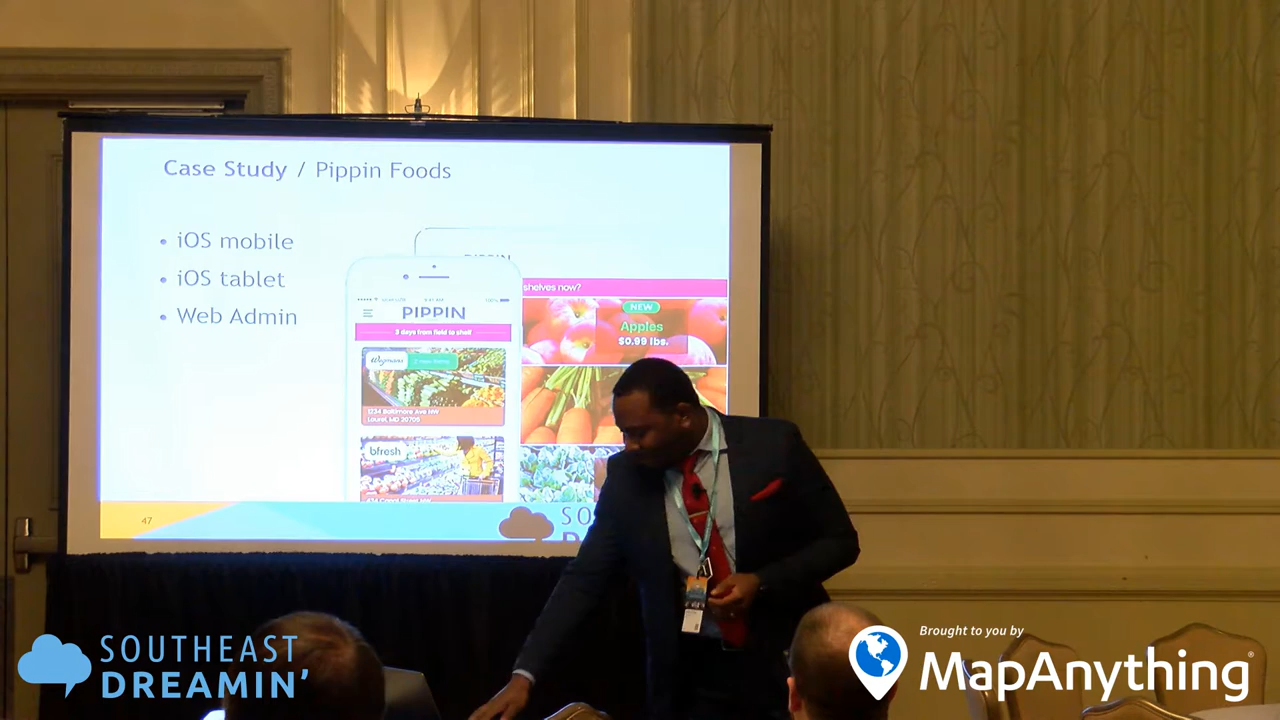 Case Study / Pippin Foods
• iOS mobile
• iOS tablet
• Web Admin
PIPPIN
shelves now?
NEW
Apples
$0.99 lbs.
PIPPIN
3 days from field to shelf
Wegmans
1234 Baltimore Ave NW
Laurel, MD 20705
bfresh
47
SO
SOUTHEAST
DREAMIN'
Brought to you by
MapAnything®